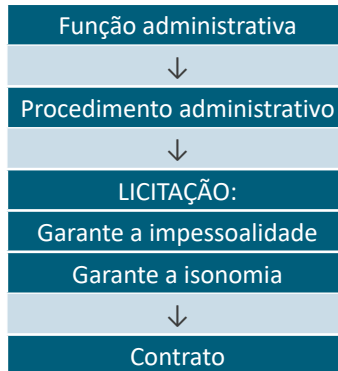 Função administrativa
↓
Procedimento administrativo
↓
LICITAÇÃO:
Garante a impessoalidade
Garante a isonomia
↓
Contrato